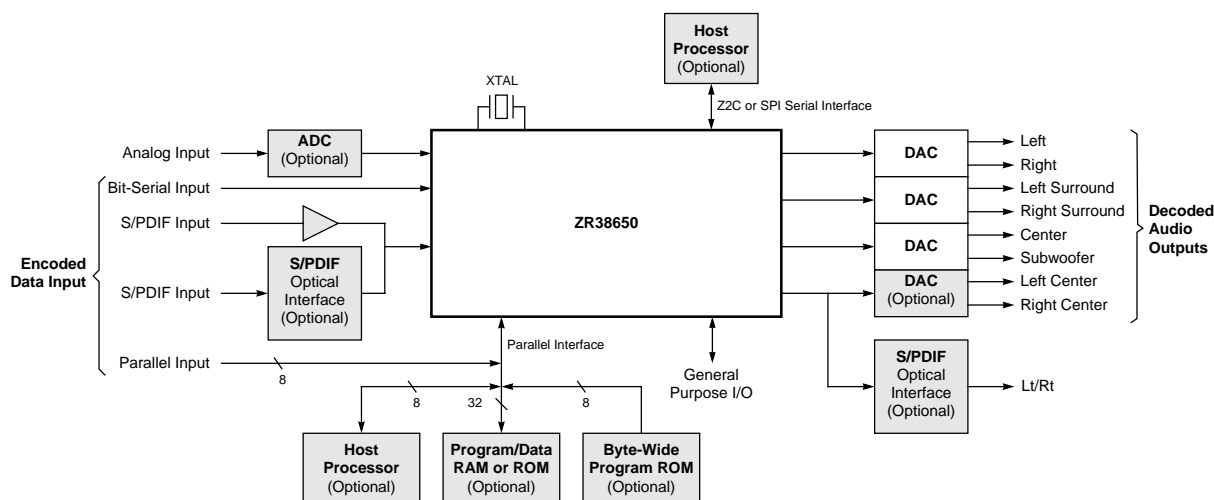 Host
Processor
(Optional)
XTAL
Z2C or SPI Serial Interface
Analog Input
ADC
(Optional)
Bit-Serial Input
S/PDIF Input
Encoded
Data Input
S/PDIF Input
S/PDIF
Optical
Interface
(Optional)
Parallel Input
8
ZR38650
DAC
Left
Right
DAC
Left Surround
Right Surround
DAC
Center
Subwoofer
DAC
(Optional)
Left Center
Right Center
Decoded
Audio
Outputs
Parallel Interface
General
Purpose I/O
S/PDIF
Optical
Interface
(Optional)
Lt/Rt
8
32
8
Host
Processor
(Optional)
Program/Data
RAM or ROM
(Optional)
Byte-Wide
Program ROM
(Optional)